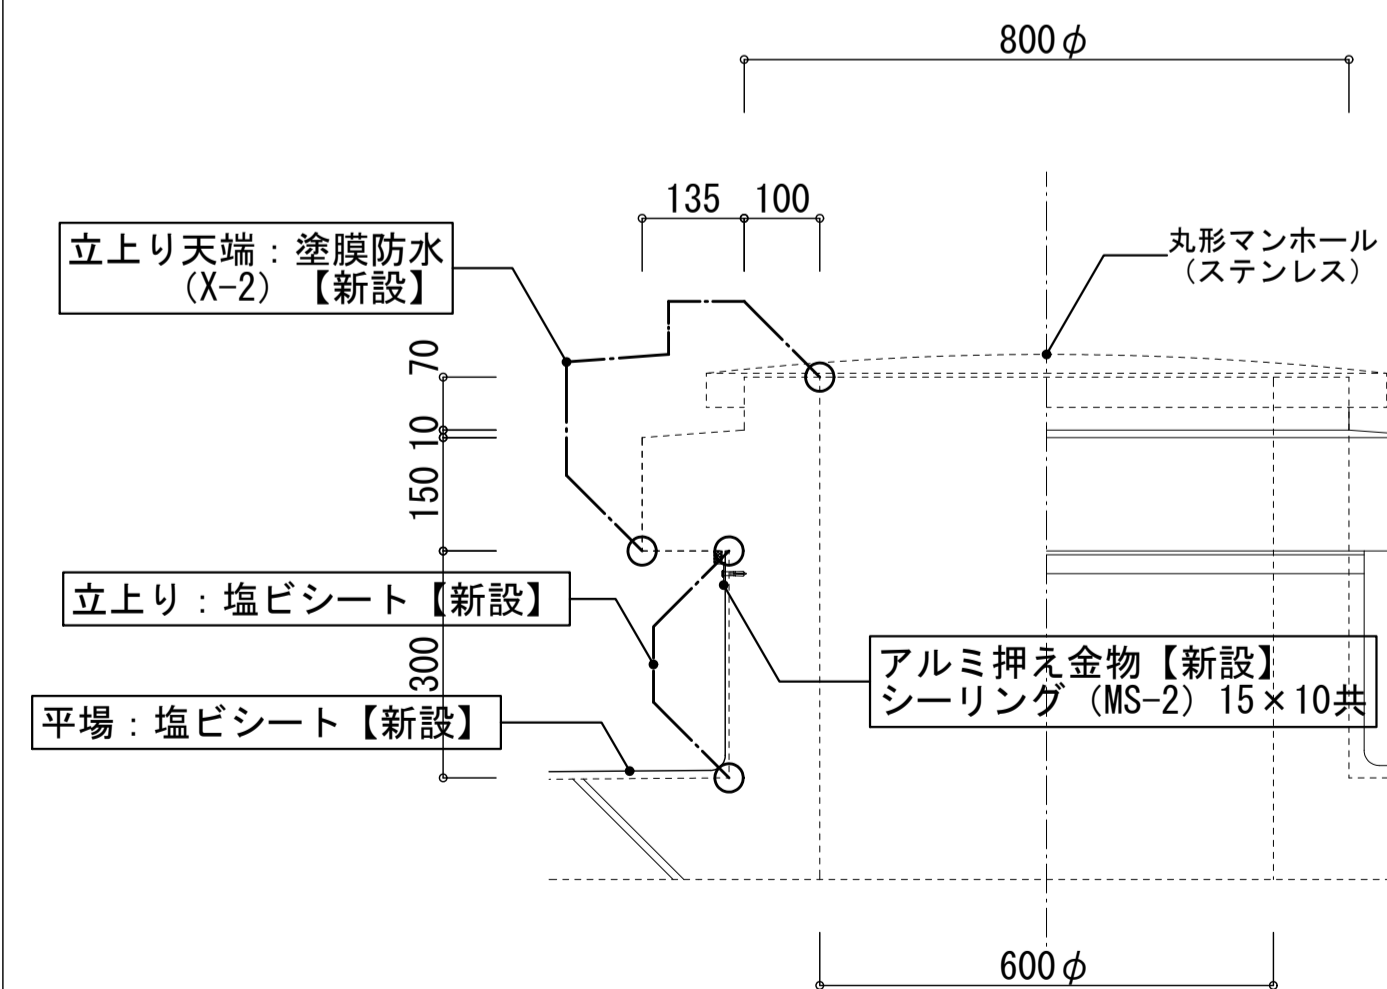 800φ
135
100
立上り天端：塗膜防水
（X-2）【新設】
丸形マンホール
（ステンレス）
70
10
150
300
立上り：塩ビシート【新設】
アルミ押え金物【新設】
シーリング（MS-2）15×10共
平場：塩ビシート【新設】
600φ